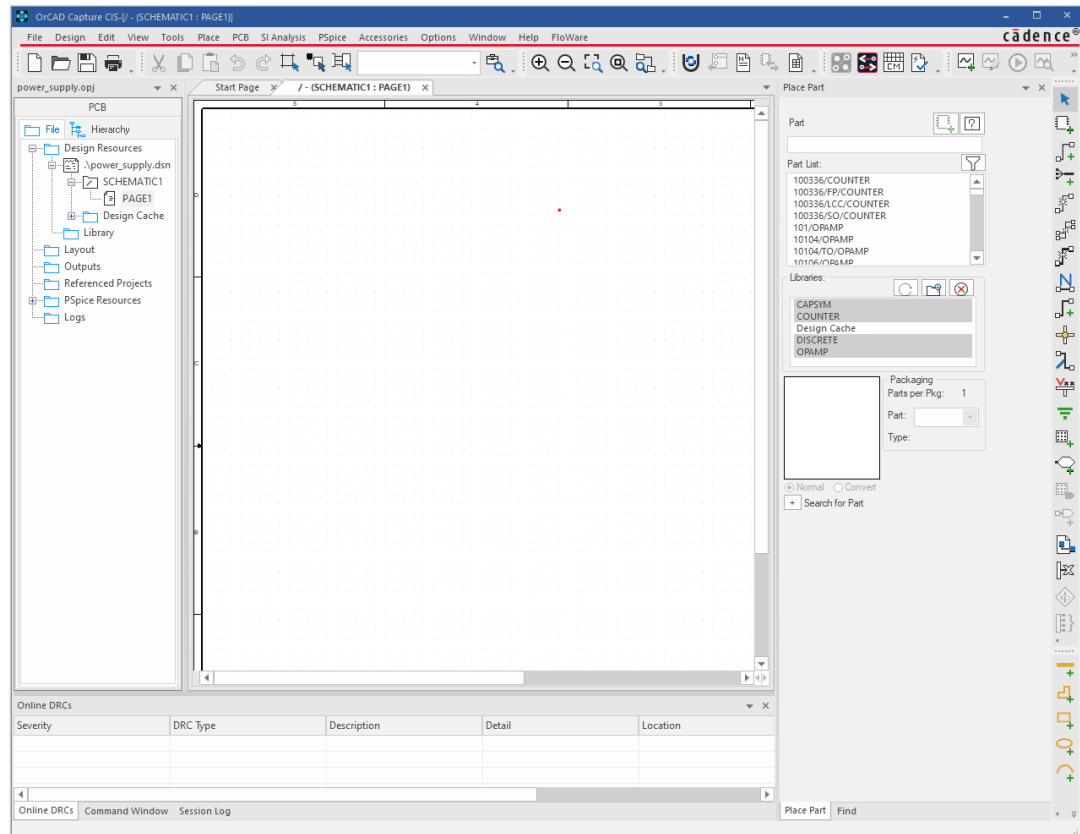 OrCAD Capture CIS-[/ - (SCHEMATIC1 : PAGE1)]
File Design Edit View Tools Place PCB SI Analysis PSpice Accessories Options Window Help FloWare
cādence®
power_supply.opj
Start Page
/ - (SCHEMATIC1 : PAGE1)
PCB
File
Hierarchy
Design Resources
.\power_supply.dsn
SCHEMATIC1
PAGE1
Design Cache
Library
Layout
Outputs
Referenced Projects
PSpice Resources
Logs
5 4 3
D
C
B
Place Part
Part
Part List:
100336/COUNTER
100336/FP/COUNTER
100336/LCC/COUNTER
100336/SO/COUNTER
101/OPAMP
10104/OPAMP
10104/TO/OPAMP
10106/OPAMP
Libraries:
CAPSYM
COUNTER
Design Cache
DISCRETE
OPAMP
Packaging
Parts per Pkg: 1
Part:
Type:
Normal Convert
+ Search for Part
Online DRCs
Severity DRC Type Description Detail Location
Online DRCs Command Window Session Log
Place Part Find